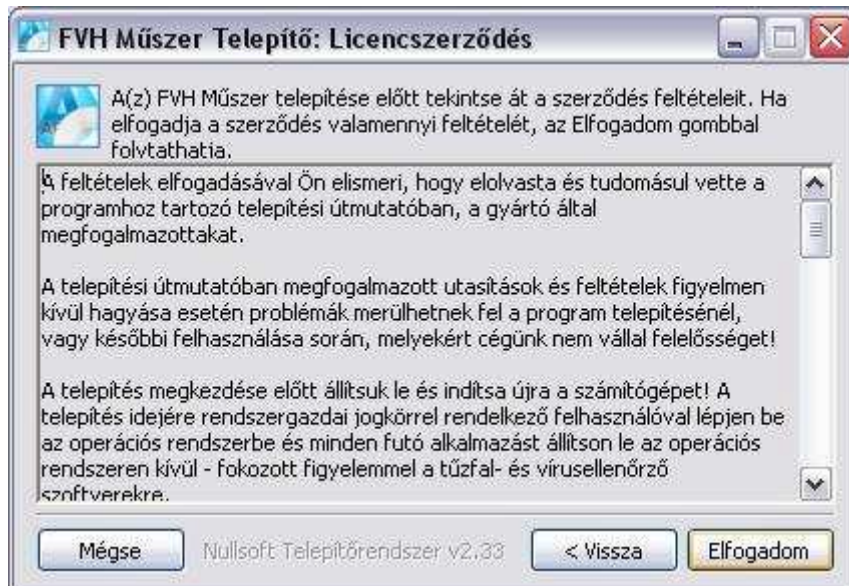 FVH Műszer Telepítő: Licencszerződés
A(z) FVH Műszer telepítése előtt tekintse át a szerződés feltételeit. Ha
elfogadja a szerződés valamennyi feltételét, az Elfogadom gombbal
folytathatja.
A feltételek elfogadásával Ön elismeri, hogy elolvasta és tudomásul vette a
programhoz tartozó telepítési útmutatóban, a gyártó által
megfogalmazottakat.
A telepítési útmutatóban megfogalmazott utasítások és feltételek figyelmen
kívül hagyása esetén problémák merülhetnek fel a program telepítésénél,
vagy későbbi felhasználása során, melyekért cégünk nem vállal felelősséget!
A telepítés megkezdése előtt állítsuk le és indítsa újra a számítógépet! A
telepítés idejére rendszergazdai jogkörrel rendelkező felhasználóval lépjen be
az operációs rendszerbe és minden futó alkalmazást állítson le az operációs
rendszeren kívül - fokozott figyelemmel a tűzfal- és vírusellenőrző
szoftverekre.
Mégse Nullsoft Telepítőrendszer v2.33 < Vissza Elfogadom